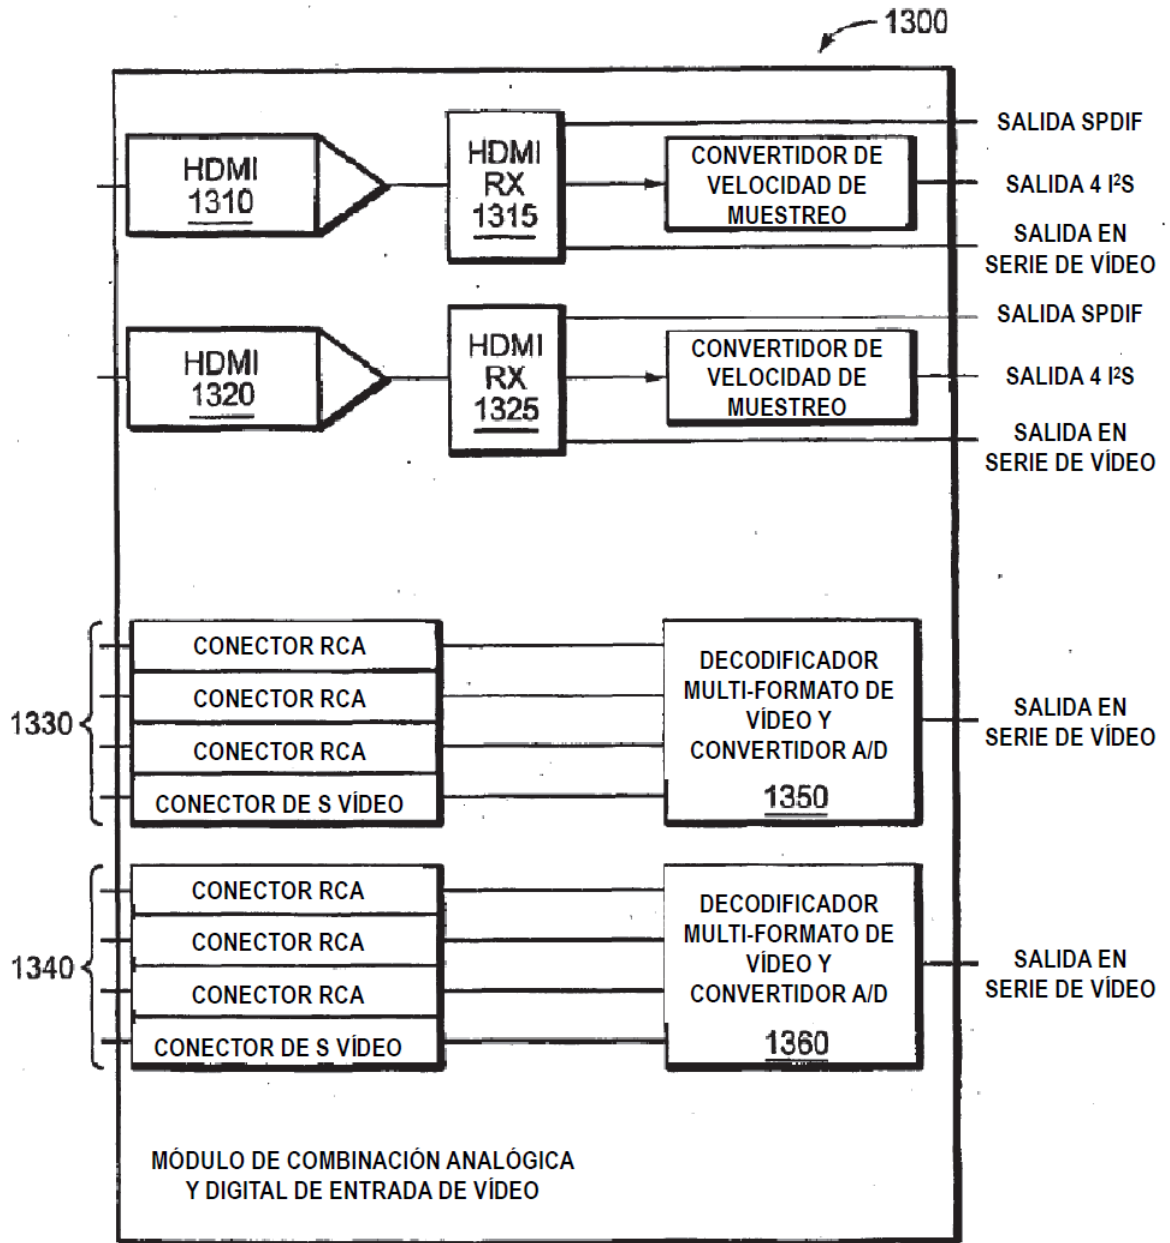 1300
HDMI
1310
HDMI
RX
1315
CONVERTIDOR DE
VELOCIDAD DE
MUESTREO
SALIDA SPDIF
SALIDA 4 I²S
SALIDA EN
SERIE DE VÍDEO
HDMI
1320
HDMI
RX
1325
CONVERTIDOR DE
VELOCIDAD DE
MUESTREO
SALIDA SPDIF
SALIDA 4 I²S
SALIDA EN
SERIE DE VÍDEO
1330
CONECTOR RCA
CONECTOR RCA
CONECTOR RCA
CONECTOR DE S VÍDEO
DECODIFICADOR
MULTI-FORMATO DE
VÍDEO Y
CONVERTIDOR A/D
1350
SALIDA EN
SERIE DE VÍDEO
1340
CONECTOR RCA
CONECTOR RCA
CONECTOR RCA
CONECTOR DE S VÍDEO
DECODIFICADOR
MULTI-FORMATO DE
VÍDEO Y
CONVERTIDOR A/D
1360
SALIDA EN
SERIE DE VÍDEO
MÓDULO DE COMBINACIÓN ANALÓGICA
Y DIGITAL DE ENTRADA DE VÍDEO